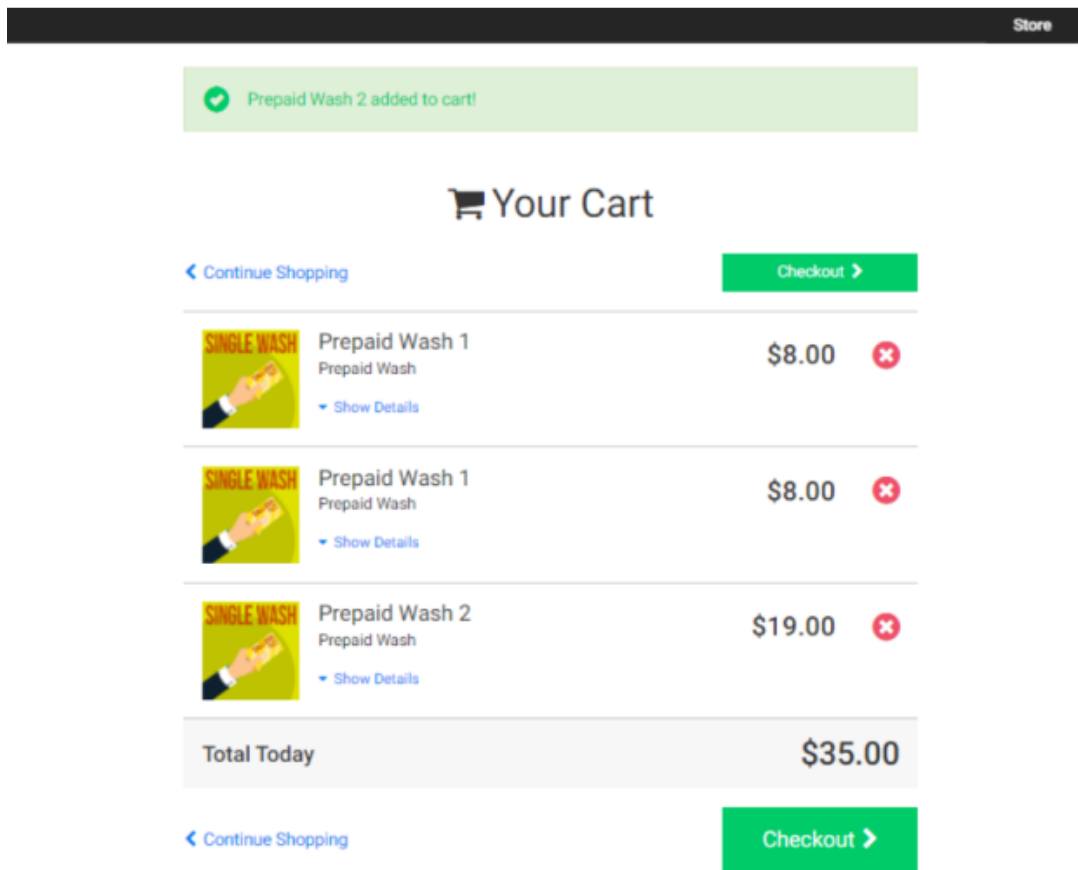 Store
Prepaid Wash 2 added to cart!
Your Cart
Continue Shopping
Checkout
SINGLE WASH
Prepaid Wash 1
$8.00
Prepaid Wash
Show Details
SINGLE WASH
Prepaid Wash 1
$8.00
Prepaid Wash
Show Details
SINGLE WASH
Prepaid Wash 2
$19.00
Prepaid Wash
Show Details
Total Today
$35.00
Continue Shopping
Checkout